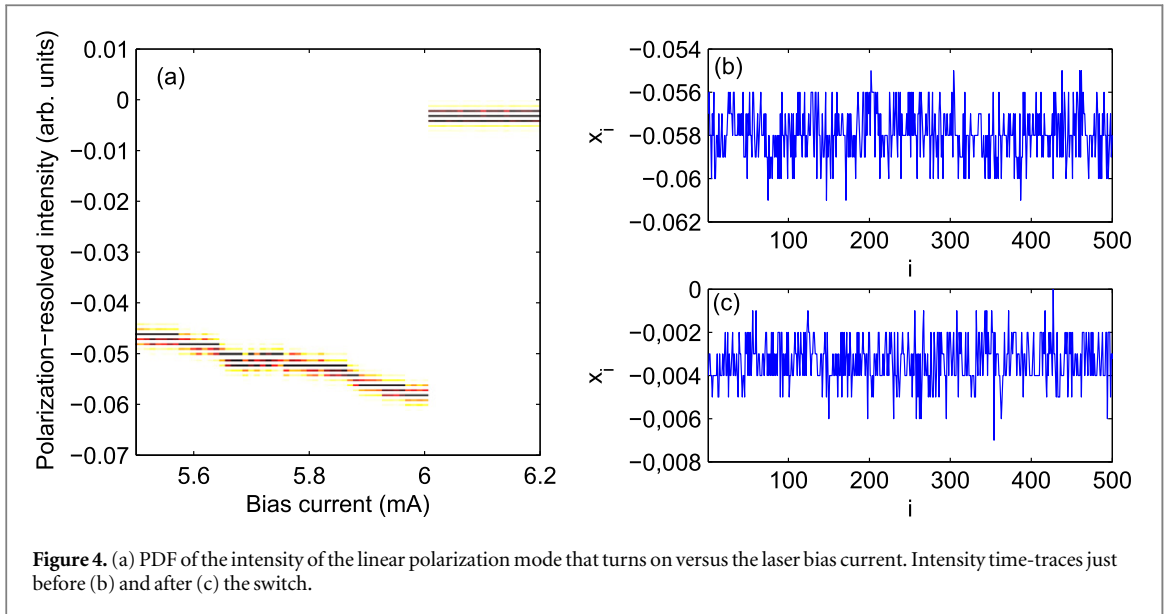 0.01
0
−0.01
−0.02
−0.03
−0.04
−0.05
−0.06
−0.07
Polarization−resolved intensity (arb. units)
(a)
5.6 5.8 6 6.2
Bias current (mA)
−0.054
−0.056
−0.058
−0.06
−0.062
x_i
(b)
100 200 300 400 500
i
0
−0,002
−0,004
−0,006
−0,008
x_i
(c)
100 200 300 400 500
i
Figure 4. (a) PDF of the intensity of the linear polarization mode that turns on versus the laser bias current. Intensity time-traces just
before (b) and after (c) the switch.